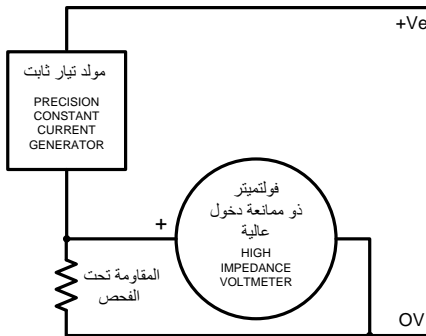 +Ve
مولد تيار ثابت
PRECISION
CONSTANT
CURRENT
GENERATOR
فولتميتر
ذو ممانعة دخول
عالية
HIGH
IMPEDANCE
VOLTMETER
+
المقاومة تحت
الفحص
OV